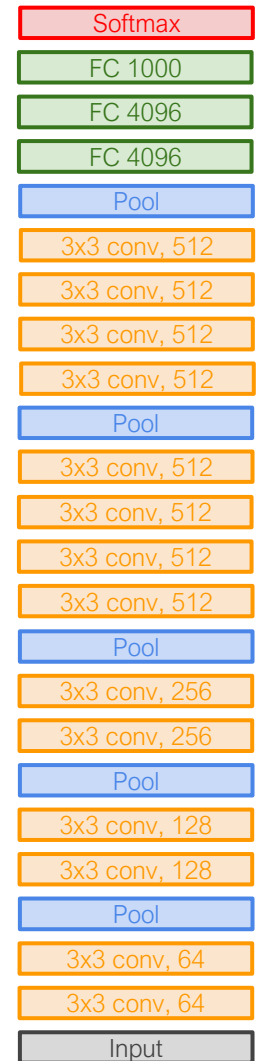 Softmax
FC 1000
FC 4096
FC 4096
Pool
3x3 conv, 512
3x3 conv, 512
3x3 conv, 512
3x3 conv, 512
Pool
3x3 conv, 512
3x3 conv, 512
3x3 conv, 512
3x3 conv, 512
Pool
3x3 conv, 256
3x3 conv, 256
Pool
3x3 conv, 128
3x3 conv, 128
Pool
3x3 conv, 64
3x3 conv, 64
Input